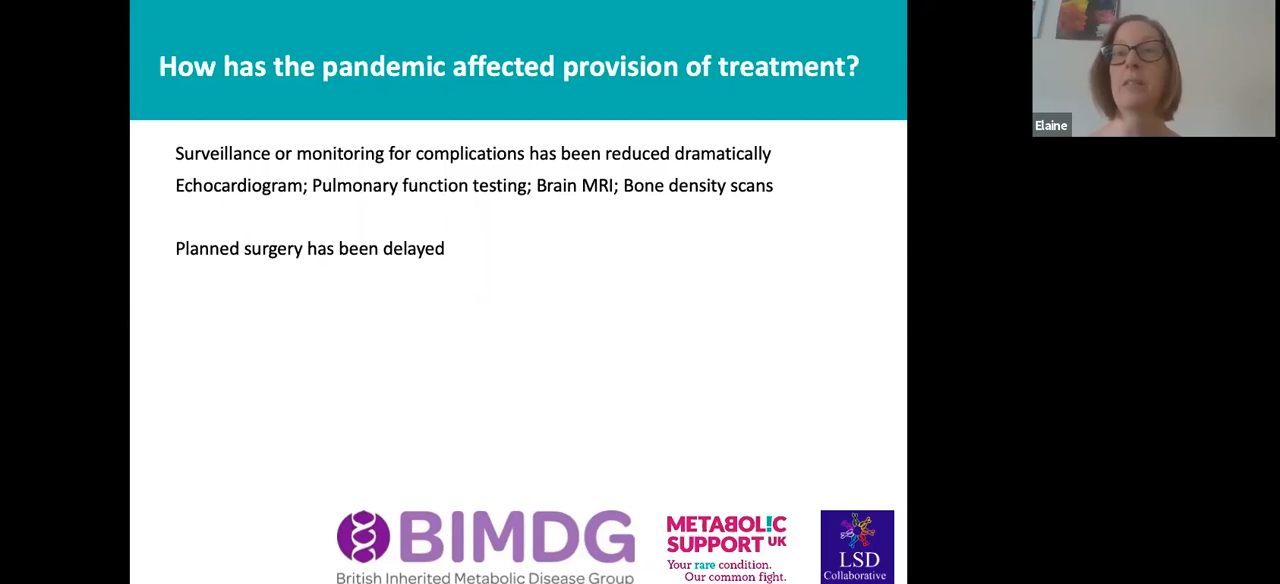 How has the pandemic affected provision of treatment?
Elaine
Surveillance or monitoring for complications has been reduced dramatically
Echocardiogram; Pulmonary function testing; Brain MRI; Bone density scans
Planned surgery has been delayed
BIMDG
British Inherited Metabolic Disease Group
METABOL!C
SUPPORT UK
Your rare condition.
Our common fight.
LSD
Collaborative